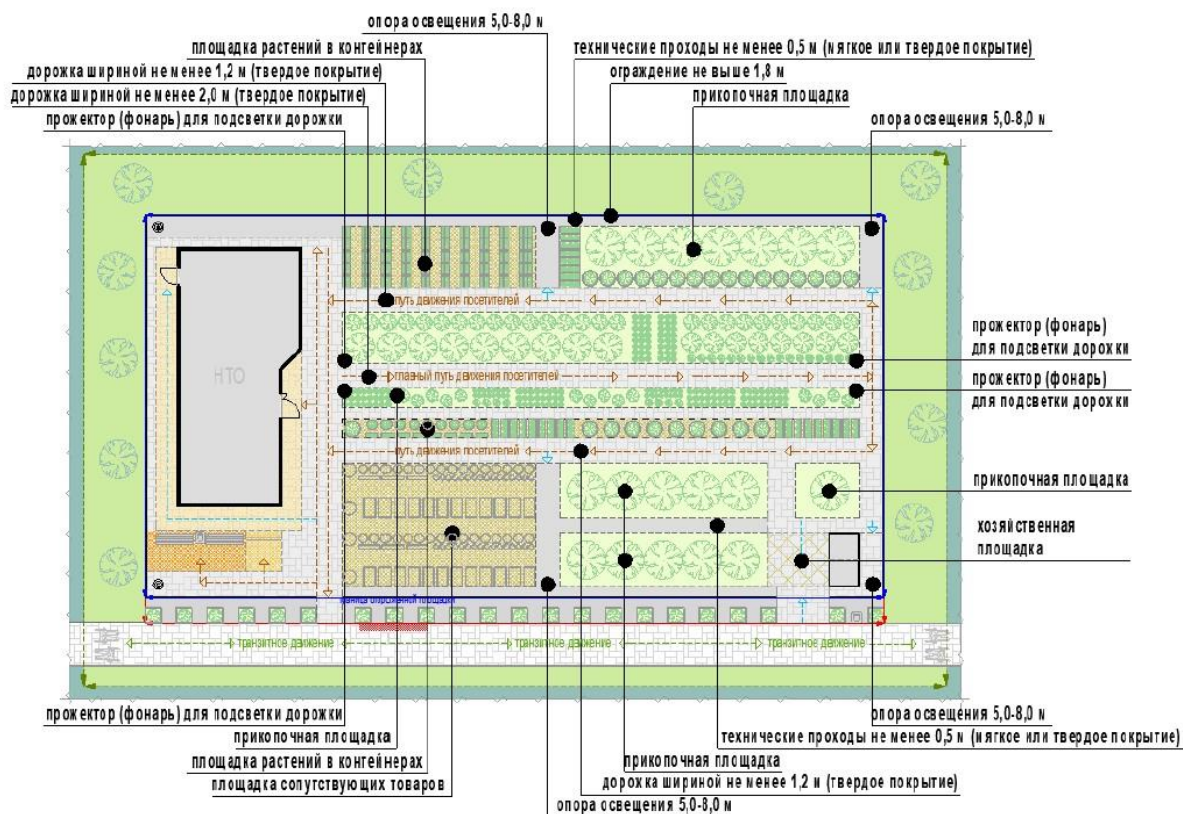 опора освещения 5,0-8,0 м
площадка растений в контейнерах
технические проходы не менее 0,5 м (мягкое или твердое покрытие)
дорожка шириной не менее 1,2 м (твердое покрытие)
ограждение не выше 1,8 м
дорожка шириной не менее 2,0 м (твердое покрытие)
прикопочная площадка
прожектор (фонарь) для подсветки дорожки
опора освещения 5,0-8,0 м
путь движения посетителей
прожектор (фонарь)
для подсветки дорожки
НТО
главный путь движения посетителей
прожектор (фонарь)
для подсветки дорожки
путь движения посетителей
прикопочная площадка
хозяйственная
площадка
граница огороженной площадки
транзитное движение
транзитное движение
транзитное движение
прожектор (фонарь) для подсветки дорожки
опора освещения 5,0-8,0 м
прикопочная площадка
технические проходы не менее 0,5 м (мягкое или твердое покрытие)
площадка растений в контейнерах
прикопочная площадка
площадка сопутствующих товаров
дорожка шириной не менее 1,2 м (твердое покрытие)
опора освещения 5,0-8,0 м